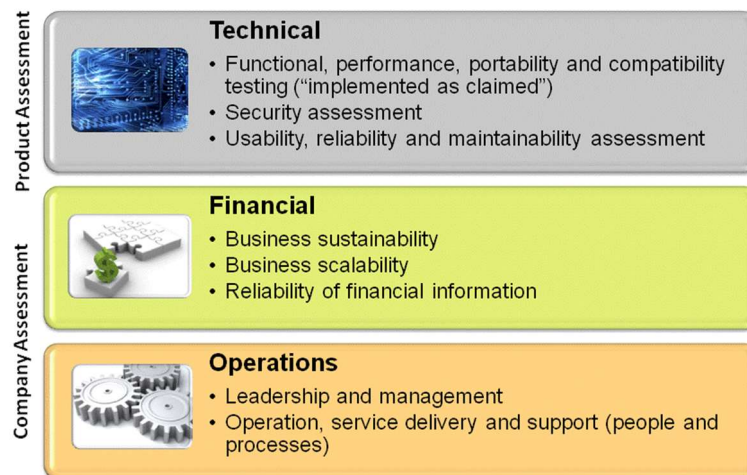 Product Assessment
Technical
• Functional, performance, portability and compatibility
testing (“implemented as claimed”)
• Security assessment
• Usability, reliability and maintainability assessment
Company Assessment
Financial
• Business sustainability
• Business scalability
• Reliability of financial information
Operations
• Leadership and management
• Operation, service delivery and support (people and
processes)